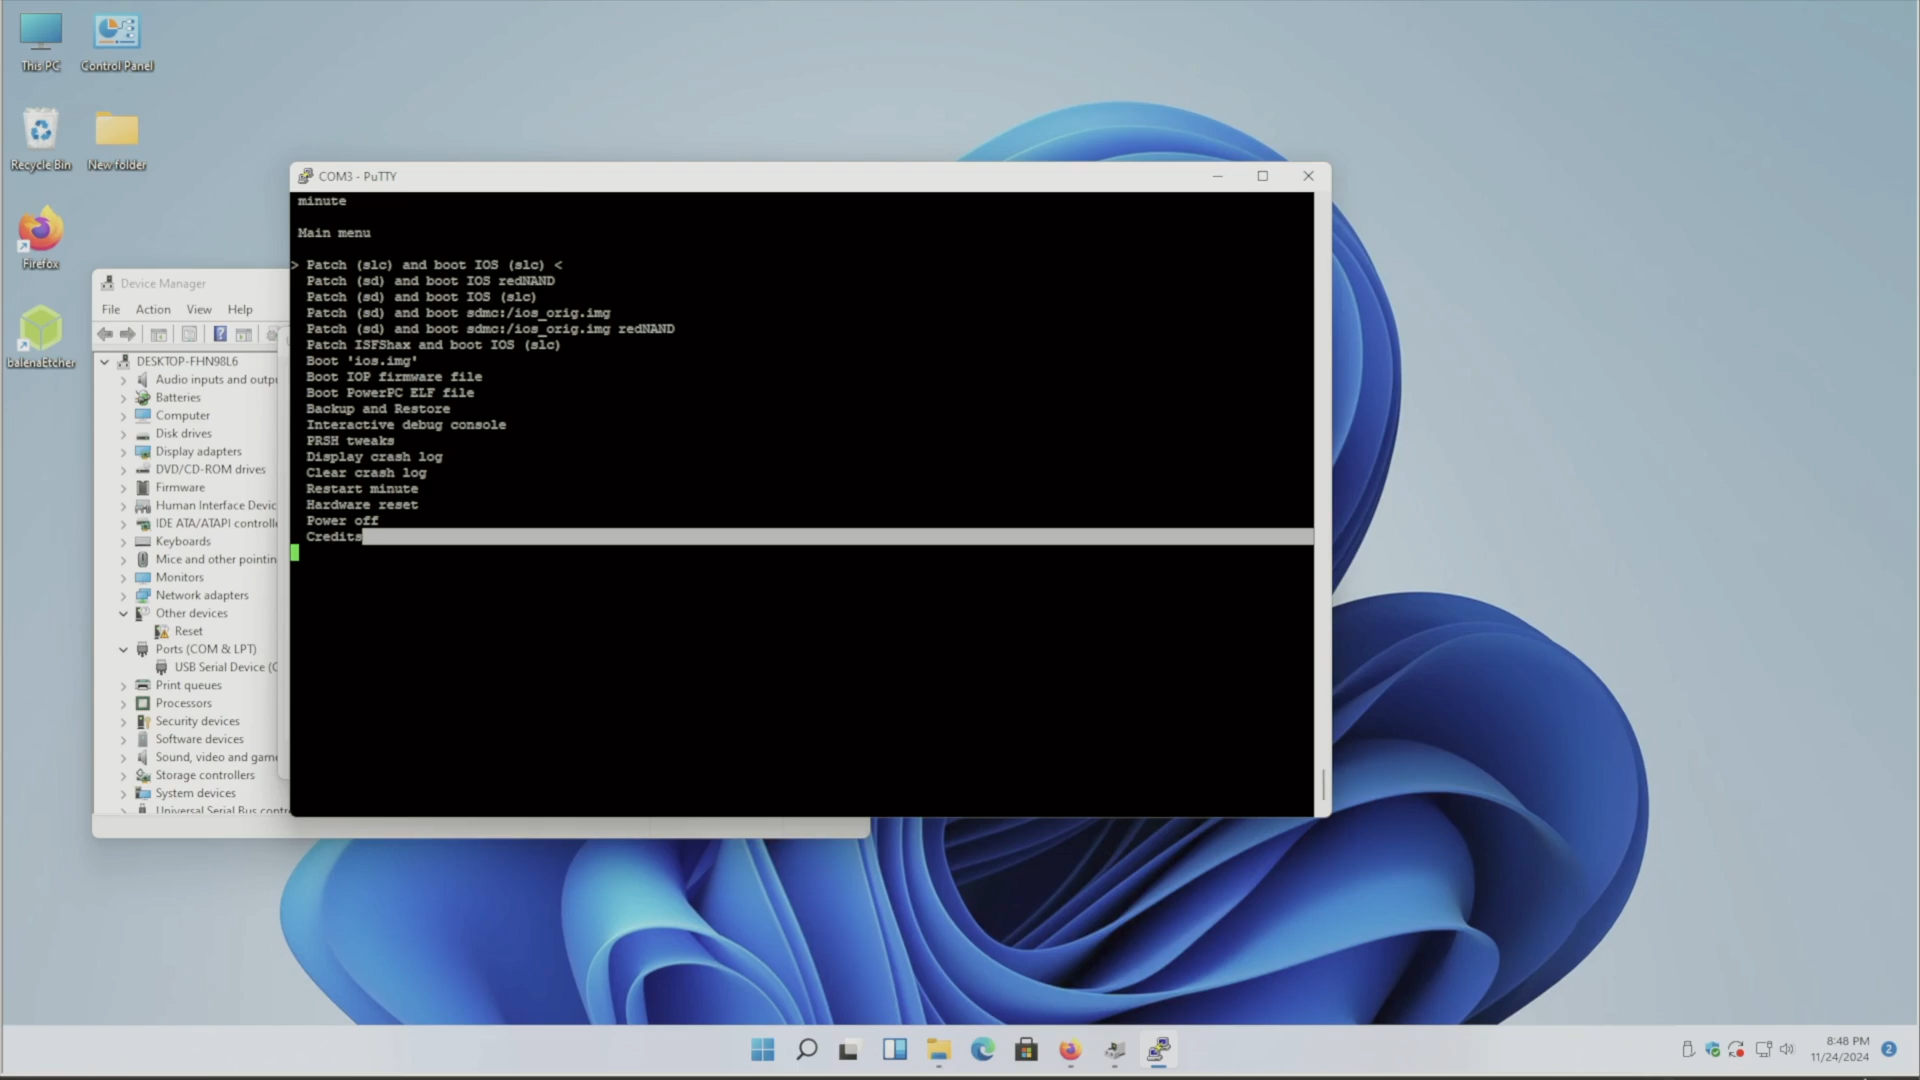 This PC
Control Panel
Recycle Bin
New folder
Firefox
balenaEtcher
Device Manager
File Action View Help
DESKTOP-FHN98L6
Audio inputs and outpu
Batteries
Computer
Disk drives
Display adapters
DVD/CD-ROM drives
Firmware
Human Interface Devic
IDE ATA/ATAPI controlle
Keyboards
Mice and other pointin
Monitors
Network adapters
Other devices
Reset
Ports (COM & LPT)
USB Serial Device (C
Print queues
Processors
Security devices
Software devices
Sound, video and game
Storage controllers
System devices
Universal Serial Bus contr
COM3 - PuTTY
minute
Main menu
> Patch (slc) and boot IOS (slc) <
Patch (sd) and boot IOS redNAND
Patch (sd) and boot IOS (slc)
Patch (sd) and boot sdmc:/ios_orig.img
Patch (sd) and boot sdmc:/ios_orig.img redNAND
Patch ISFShax and boot IOS (slc)
Boot 'ios.img'
Boot IOP firmware file
Boot PowerPC ELF file
Backup and Restore
Interactive debug console
PRSH tweaks
Display crash log
Clear crash log
Restart minute
Hardware reset
Power off
Credits
8:48 PM
11/24/2024
2